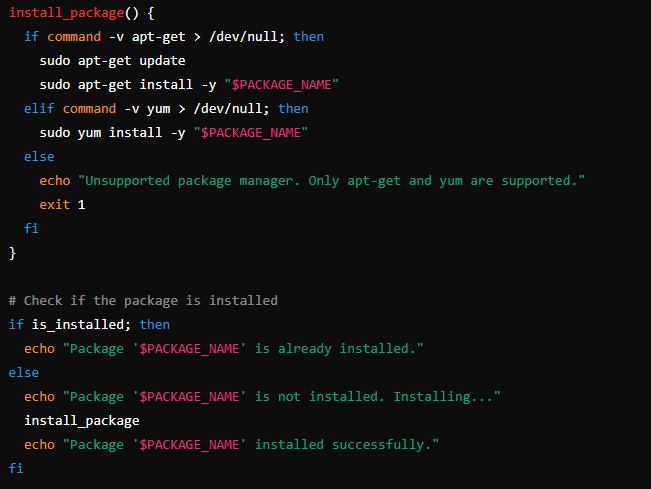 install_package() {
  if command -v apt-get > /dev/null; then
    sudo apt-get update
    sudo apt-get install -y "$PACKAGE_NAME"
  elif command -v yum > /dev/null; then
    sudo yum install -y "$PACKAGE_NAME"
  else
    echo "Unsupported package manager. Only apt-get and yum are supported."
    exit 1
  fi
}

# Check if the package is installed
if is_installed; then
  echo "Package '$PACKAGE_NAME' is already installed."
else
  echo "Package '$PACKAGE_NAME' is not installed. Installing..."
  install_package
  echo "Package '$PACKAGE_NAME' installed successfully."
fi